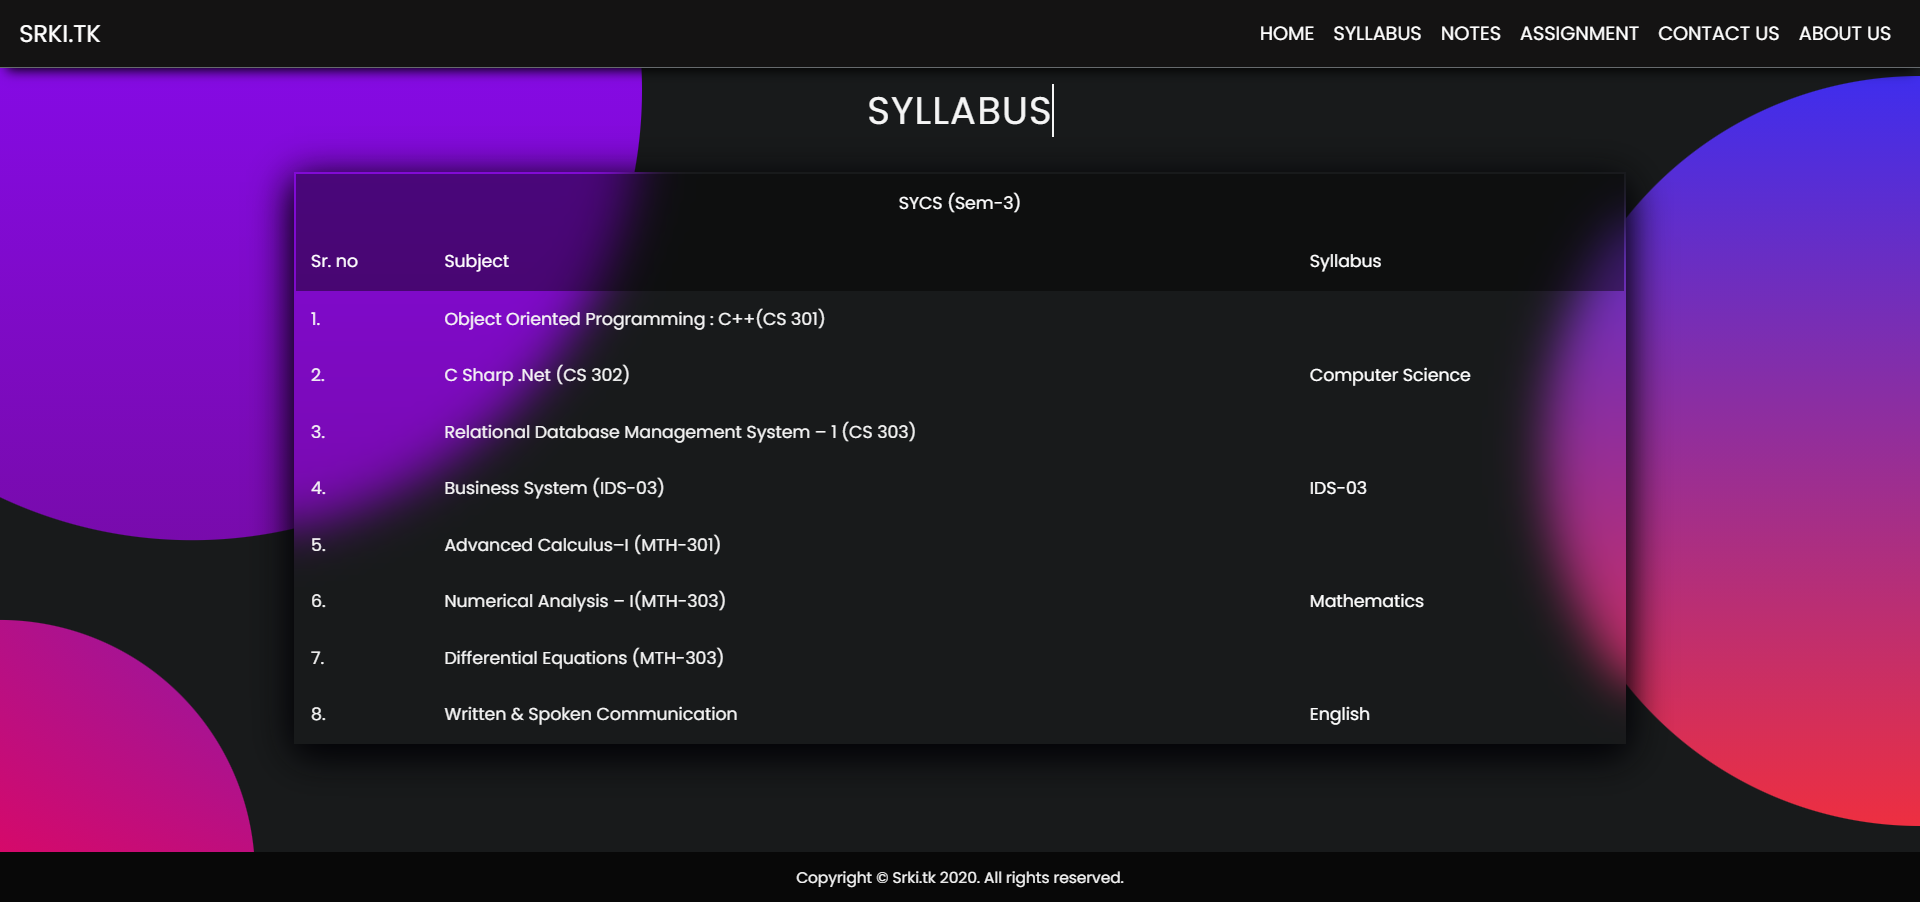 SRKI.TK HOME SYLLABUS NOTES ASSIGNMENT CONTACT US ABOUT US
SYLLABUS
SYCS (Sem-3)
Sr. no Subject Syllabus
1. Object Oriented Programming : C++(CS 301)
2. C Sharp .Net (CS 302) Computer Science
3. Relational Database Management System – 1 (CS 303)
4. Business System (IDS-03) IDS-03
5. Advanced Calculus–I (MTH-301)
6. Numerical Analysis – I(MTH-303) Mathematics
7. Differential Equations (MTH-303)
8. Written & Spoken Communication English
Copyright © Srki.tk 2020. All rights reserved.